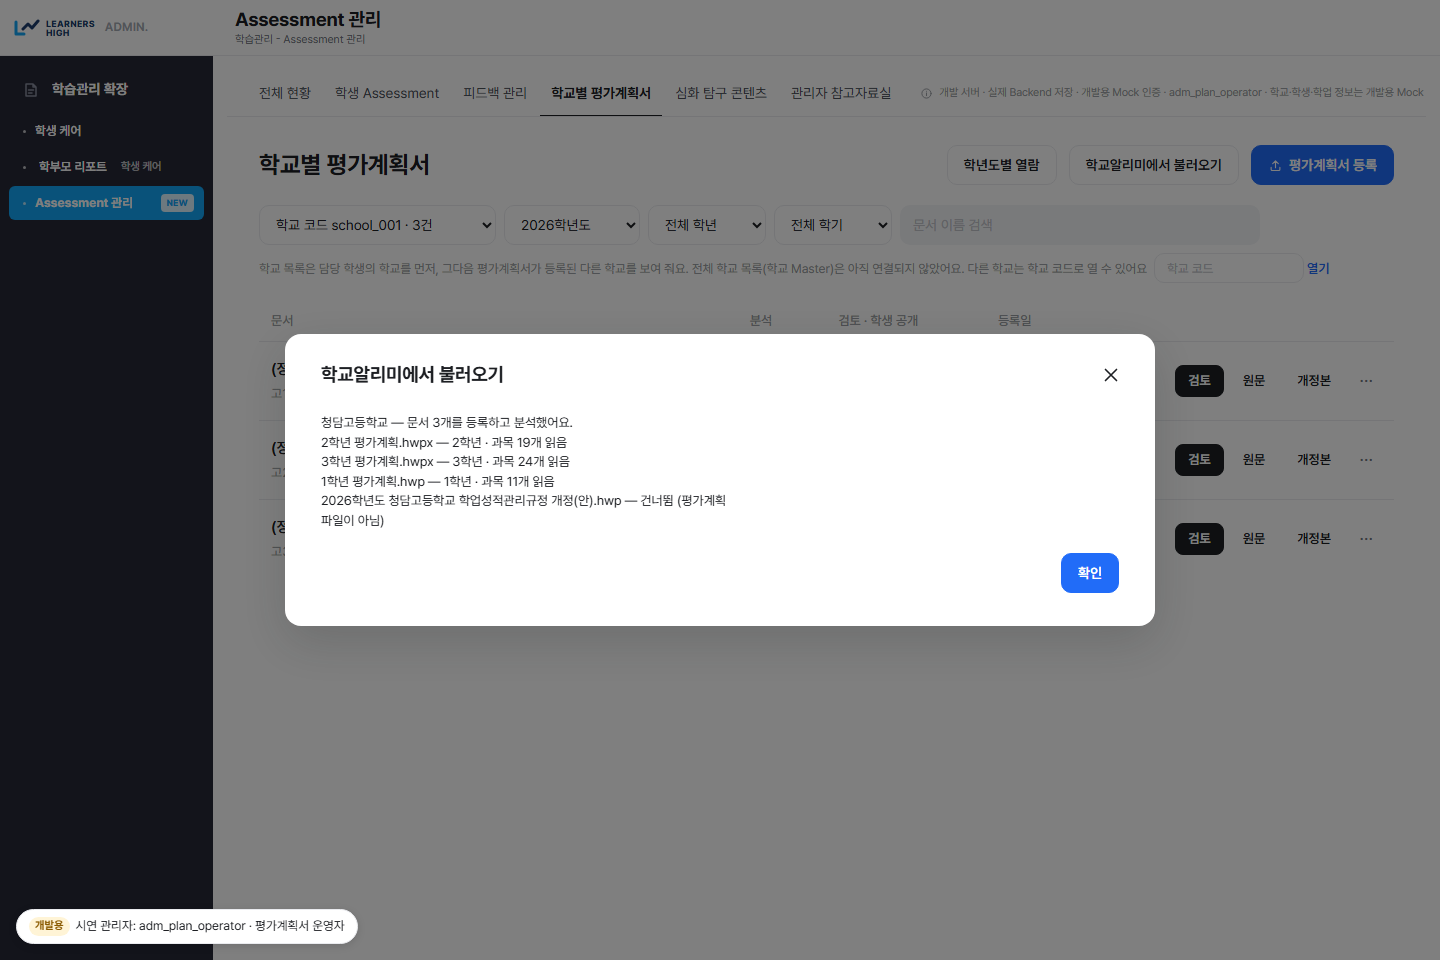 LEARNERS HIGH
ADMIN.
Assessment 관리
학습관리 - Assessment 관리
학습관리 확장
학생 케어
학부모 리포트 학생 케어
Assessment 관리 NEW
전체 현황 학생 Assessment 피드백 관리 학교별 평가계획서 심화 탐구 콘텐츠 관리자 참고자료실
개발 서버 · 실제 Backend 저장 · 개발용 Mock 인증 · adm_plan_operator · 학교·학생·학업 정보는 개발용 Mock
학교별 평가계획서
학년도별 열람 학교알리미에서 불러오기 평가계획서 등록
학교 코드 school_001 · 3건 2026학년도 전체 학년 전체 학기 문서 이름 검색
학교 목록은 담당 학생의 학교를 먼저, 그다음 평가계획서가 등록된 다른 학교를 보여 줘요. 전체 학교 목록(학교 Master)은 아직 연결되지 않았어요. 다른 학교는 학교 코드로 열 수 있어요 학교 코드 열기
문서 분석 검토 · 학생 공개 등록일
검토 원문 개정본 ···
검토 원문 개정본 ···
검토 원문 개정본 ···
학교알리미에서 불러오기
청담고등학교 — 문서 3개를 등록하고 분석했어요.
2학년 평가계획.hwpx — 2학년 · 과목 19개 읽음
3학년 평가계획.hwpx — 3학년 · 과목 24개 읽음
1학년 평가계획.hwp — 1학년 · 과목 11개 읽음
2026학년도 청담고등학교 학업성적관리규정 개정(안).hwp — 건너뜀 (평가계획
파일이 아님)
확인
개발용 시연 관리자: adm_plan_operator · 평가계획서 운영자